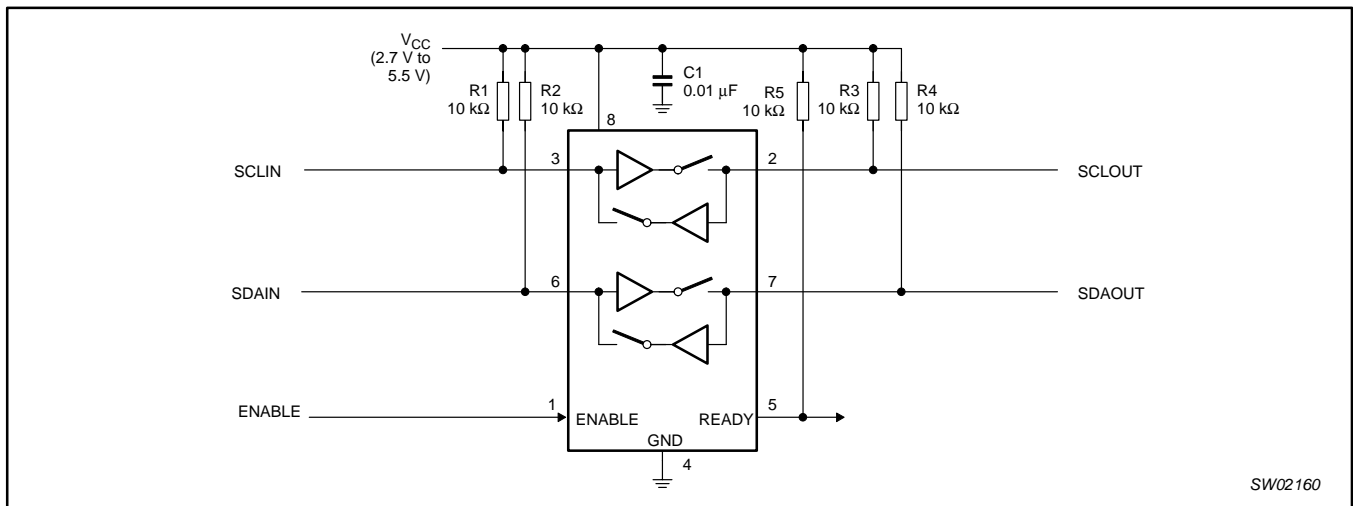 VCC
(2.7 V to
5.5 V)
R1
10 kΩ
R2
10 kΩ
C1
0.01 µF
R5
10 kΩ
R3
10 kΩ
R4
10 kΩ
8
SCLIN
3
2
SCLOUT
SDAIN
6
7
SDAOUT
ENABLE
1
ENABLE
READY
5
GND
4
SW02160